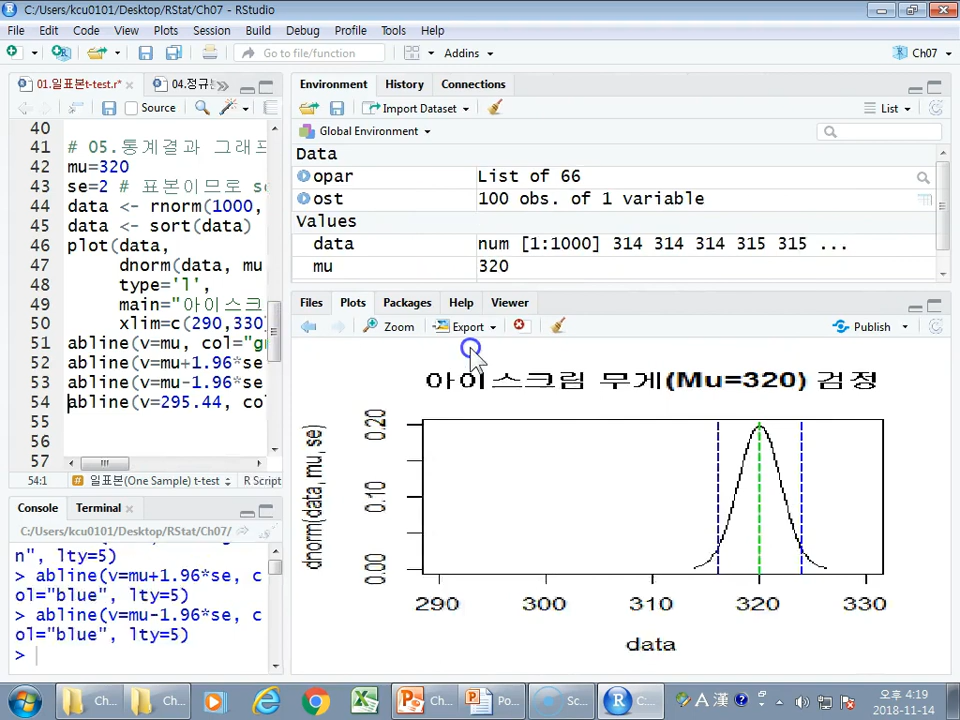 C:/Users/kcu0101/Desktop/RStat/Ch07 - RStudio
File Edit Code View Plots Session Build Debug Profile Tools Help
Go to file/function Addins Ch07
01.일표본t-test.r* 04.정규
Source
40
41 # 05.통계결과 그래프
42 mu=320
43 se=2 # 표본이므로 s
44 data <- rnorm(1000,
45 data <- sort(data)
46 plot(data,
47 dnorm(data, mu
48 type='l',
49 main="아이스크
50 xlim=c(290,330)
51 abline(v=mu, col="g
52 abline(v=mu+1.96*se
53 abline(v=mu-1.96*se
54 abline(v=295.44, co
55
56
57
54:1 일표본(One Sample) t-test R Script
Console Terminal
C:/Users/kcu0101/Desktop/RStat/Ch07/
n", lty=5)
> abline(v=mu+1.96*se, c
ol="blue", lty=5)
> abline(v=mu-1.96*se, c
ol="blue", lty=5)
>
Environment History Connections
Import Dataset List
Global Environment
Data
opar List of 66
ost 100 obs. of 1 variable
Values
data num [1:1000] 314 314 314 315 315 ...
mu 320
Files Plots Packages Help Viewer
Zoom Export Publish
아이스크림 무게(Mu=320) 검정
dnorm(data, mu, se)
0.20
0.10
0.00
290 300 310 320 330
data
Ch... Ch... Ch... Po... Sc... C:...
A 漢
오후 4:19
2018-11-14